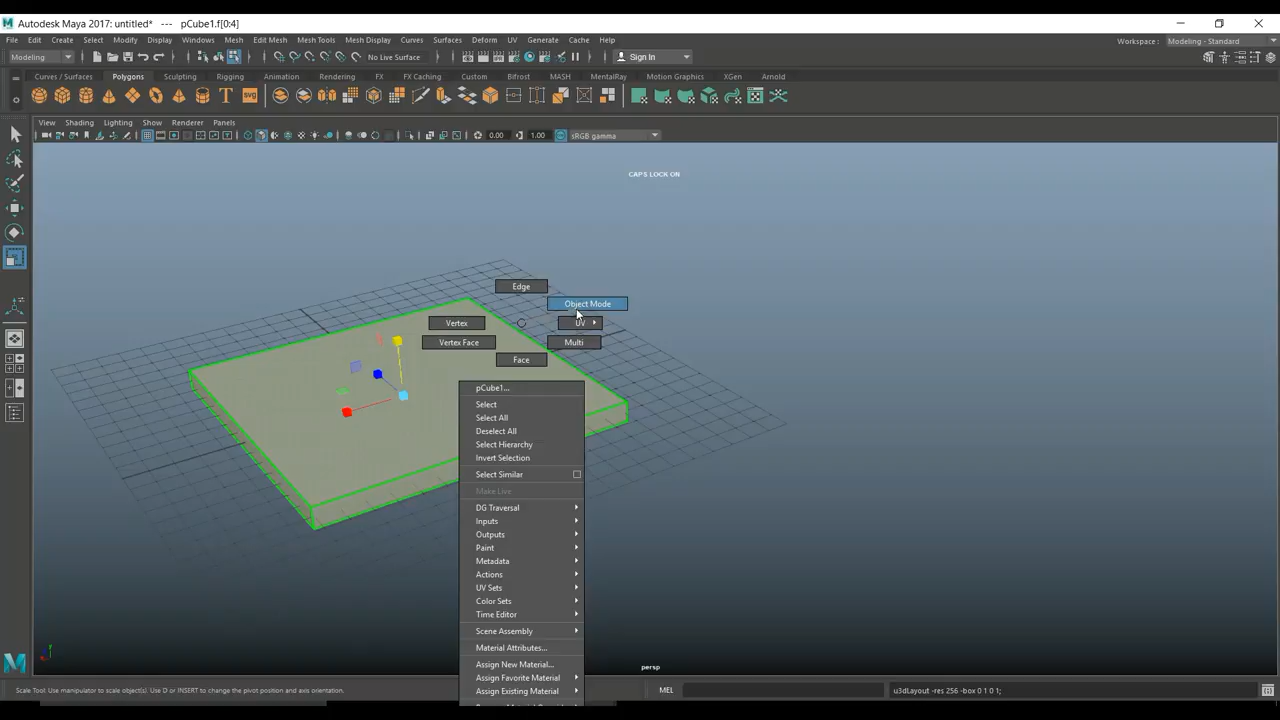 Autodesk Maya 2017: untitled* --- pCube1.f[0:4]
File Edit Create Select Modify Display Windows Mesh Edit Mesh Mesh Tools Mesh Display Curves Surfaces Deform UV Generate Cache Help Workspace : Modeling - Standard
Modeling No Live Surface Sign In
Curves / Surfaces Polygons Sculpting Rigging Animation Rendering FX FX Caching Custom Bifrost MASH MentalRay Motion Graphics XGen Arnold
T SVG
View Shading Lighting Show Renderer Panels
0.00 1.00 sRGB gamma
CAPS LOCK ON
Edge
Object Mode
Vertex UV
Vertex Face Multi
Face
pCube1...
Select
Select All
Deselect All
Select Hierarchy
Invert Selection
Select Similar
Make Live
DG Traversal
Inputs
Outputs
Paint
Metadata
Actions
UV Sets
Color Sets
Time Editor
Scene Assembly
Material Attributes...
Assign New Material...
Assign Favorite Material
Assign Existing Material
persp
Scale Tool: Use manipulator to scale object(s). Use D or INSERT to change the pivot position and axis orientation. MEL u3dLayout -res 256 -box 0 1 0 1;